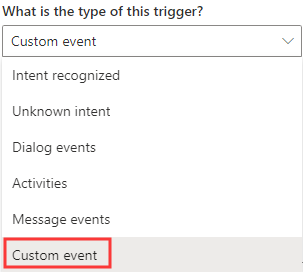 What is the type of this trigger?
Custom event
Intent recognized
Unknown intent
Dialog events
Activities
Message events
Custom event